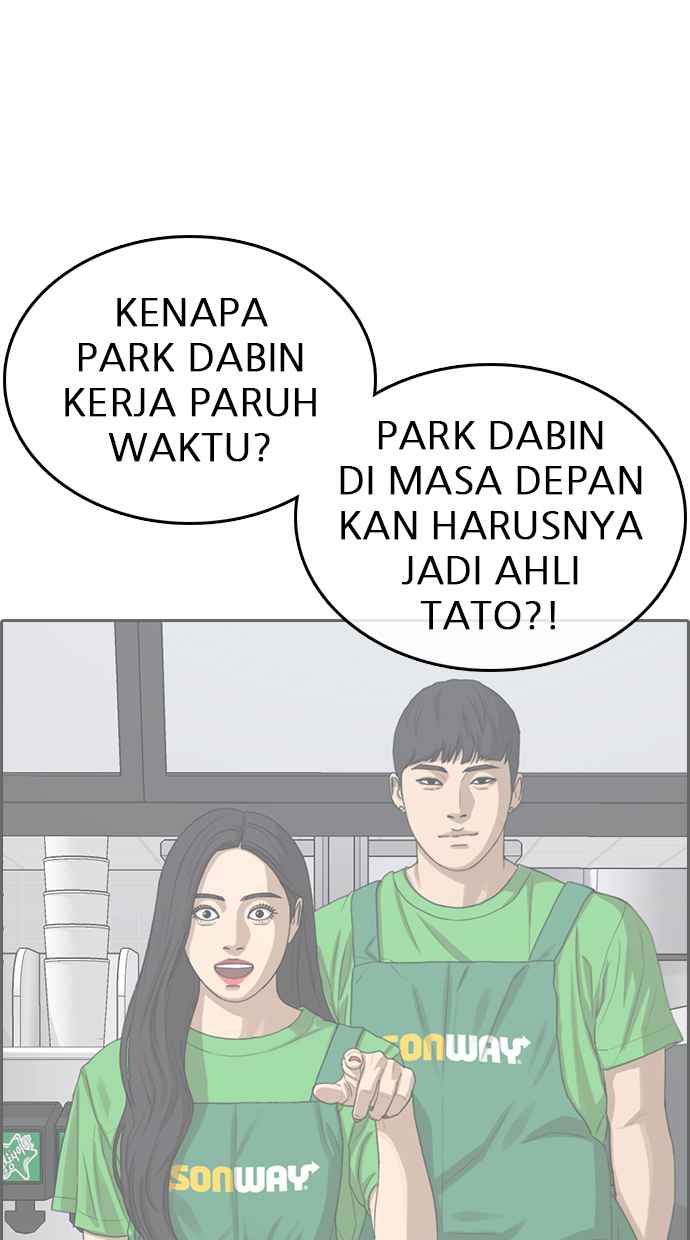 KENAPA
PARK DABIN
KERJA PARUH
WAKTU?
PARK DABIN
DI MASA DEPAN
KAN HARUSNYA
JADI AHLI
TATO?!
SONWAY
SONWAY